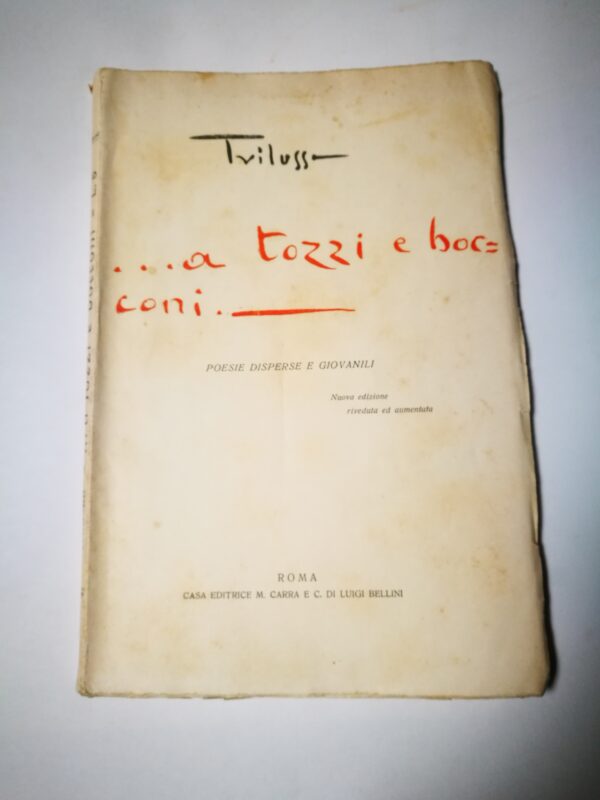 Trilussa
....a tozzi e boc=
coni.
POESIE DISPERSE E GIOVANILI
Nuova edizione
riveduta ed aumentata
ROMA
CASA EDITRICE M. CARRA E C. DI LUIGI BELLINI